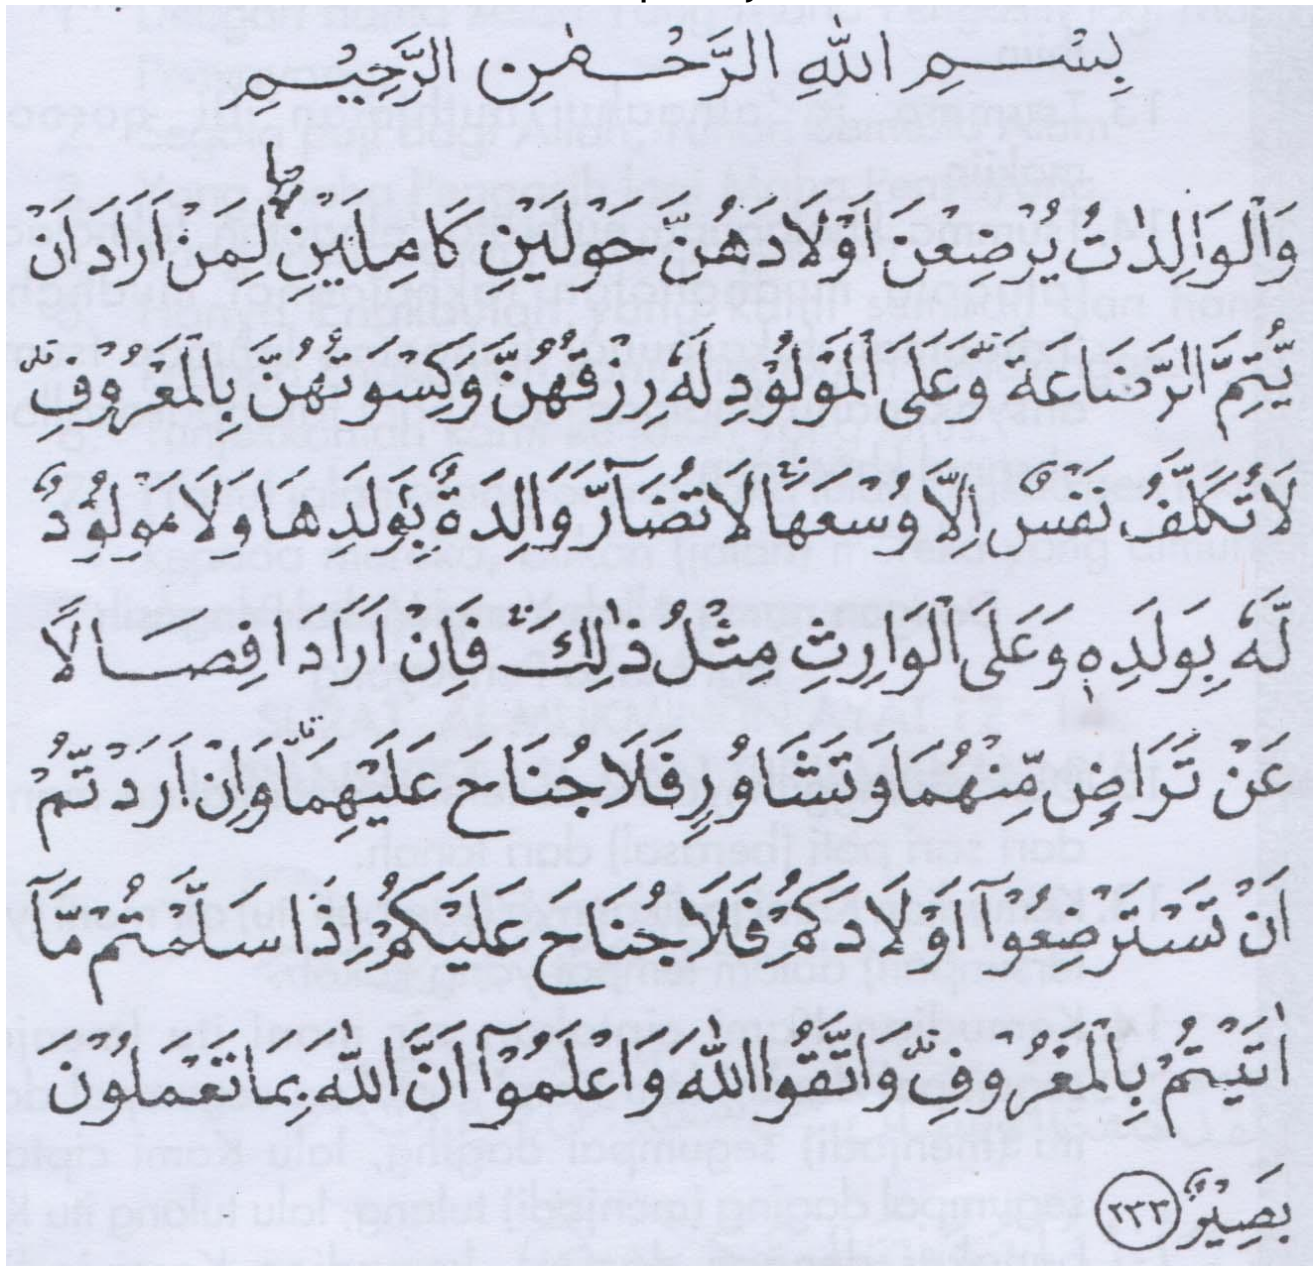 بِسْمِ اللّٰهِ الرَّحْمٰنِ الرَّحِيْمِ
وَالْوَالِدٰتُ يُرْضِعْنَ اَوْلَادَهُنَّ حَوْلَيْنِ كَامِلَيْنِ لِمَنْ اَرَادَ اَنْ
يُّتِمَّ الرَّضَاعَةَ ۗ وَعَلَى الْمَوْلُوْدِ لَهٗ رِزْقُهُنَّ وَكِسْوَتُهُنَّ بِالْمَعْرُوْفِ ۗ
لَا تُكَلَّفُ نَفْسٌ اِلَّا وُسْعَهَا ۚ لَا تُضَاۤرَّ وَالِدَةٌ ۢبِوَلَدِهَا وَلَا مَوْلُوْدٌ
لَّهٗ بِوَلَدِهٖ وَعَلَى الْوَارِثِ مِثْلُ ذٰلِكَ ۚ فَاِنْ اَرَادَا فِصَالًا
عَنْ تَرَاضٍ مِّنْهُمَا وَتَشَاوُرٍ فَلَا جُنَاحَ عَلَيْهِمَا ۗ وَاِنْ اَرَدْتُّمْ
اَنْ تَسْتَرْضِعُوْٓا اَوْلَادَكُمْ فَلَا جُنَاحَ عَلَيْكُمْ اِذَا سَلَّمْتُمْ مَّآ
اٰتَيْتُمْ بِالْمَعْرُوْفِ ۗ وَاتَّقُوا اللّٰهَ وَاعْلَمُوْٓا اَنَّ اللّٰهَ بِمَا تَعْمَلُوْنَ
بَصِيْرٌ ٢٣٣